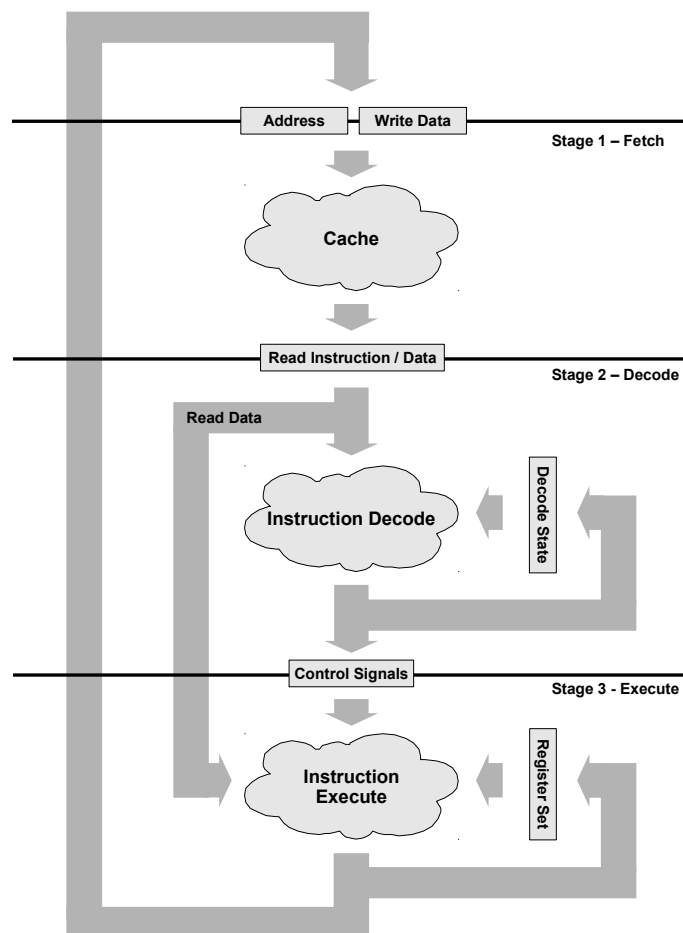 Address
Write Data
Stage 1 – Fetch
Cache
Read Instruction / Data
Stage 2 – Decode
Read Data
Instruction Decode
Decode State
Control Signals
Stage 3 - Execute
Instruction
Execute
Register Set